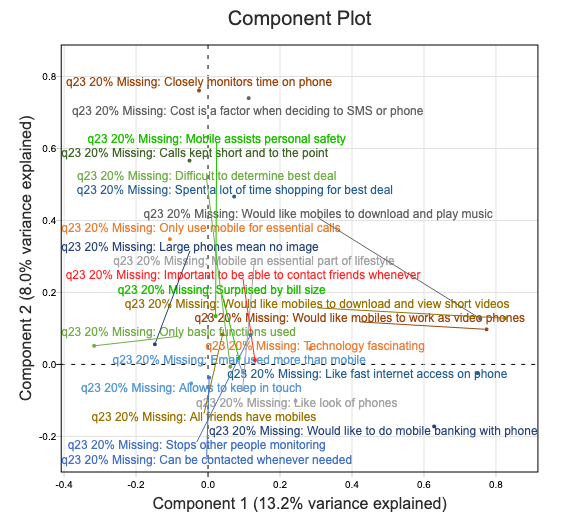 Component Plot
Component 2 (8.0% variance explained)
0.8
q23 20% Missing: Closely monitors time on phone
q23 20% Missing: Cost is a factor when deciding to SMS or phone
q23 20% Missing: Mobile assists personal safety
0.6
q23 20% Missing: Calls kept short and to the point
q23 20% Missing: Difficult to determine best deal
q23 20% Missing: Spent a lot of time shopping for best deal
q23 20% Missing: Would like mobiles to download and play music
0.4
q23 20% Missing: Only use mobile for essential calls
q23 20% Missing: Large phones mean no image
q23 20% Missing: Mobile an essential part of lifestyle
q23 20% Missing: Important to be able to contact friends whenever
q23 20% Missing: Surprised by bill size
0.2
q23 20% Missing: Would like mobiles to download and view short videos
q23 20% Missing: Would like mobiles to work as video phones
q23 20% Missing: Only basic functions used
q23 20% Missing: Technology fascinating
q23 20% Missing: Email used more than mobile
0.0
q23 20% Missing: Like fast internet access on phone
q23 20% Missing: Allows to keep in touch
q23 20% Missing: Like look of phones
q23 20% Missing: All friends have mobiles
q23 20% Missing: Would like to do mobile banking with phone
-0.2
q23 20% Missing: Stops other people monitoring
q23 20% Missing: Can be contacted whenever needed
-0.4 -0.2 0.0 0.2 0.4 0.6 0.8
Component 1 (13.2% variance explained)